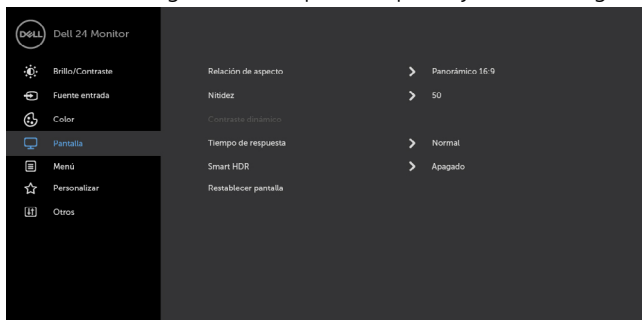 DELL Dell 24 Monitor
Brillo/Contraste Relación de aspecto Panorámico 16:9
Fuente entrada Nitidez 50
Color Contraste dinámico
Pantalla Tiempo de respuesta Normal
Menú Smart HDR Apagado
Personalizar Restablecer pantalla
Otros